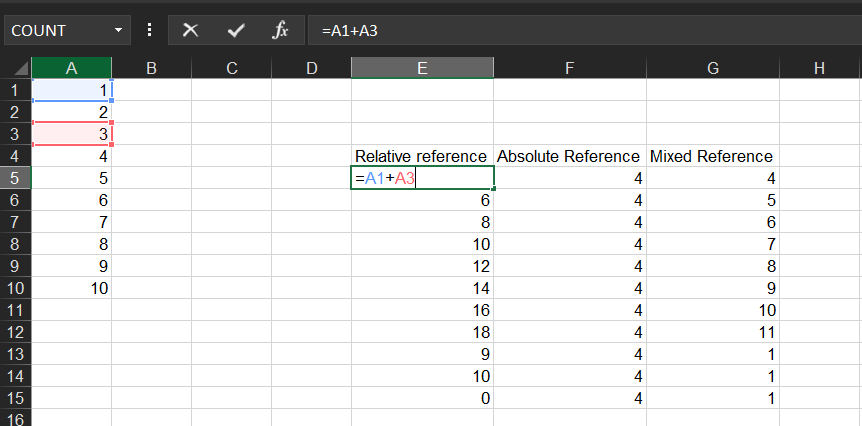 COUNT =A1+A3
A B C D E F G H
1 1
2 2
3 3
4 4 Relative reference Absolute Reference Mixed Reference
5 5 =A1+A3 4 4
6 6 6 4 5
7 7 8 4 6
8 8 10 4 7
9 9 12 4 8
10 10 14 4 9
11 16 4 10
12 18 4 11
13 9 4 1
14 10 4 1
15 0 4 1
16